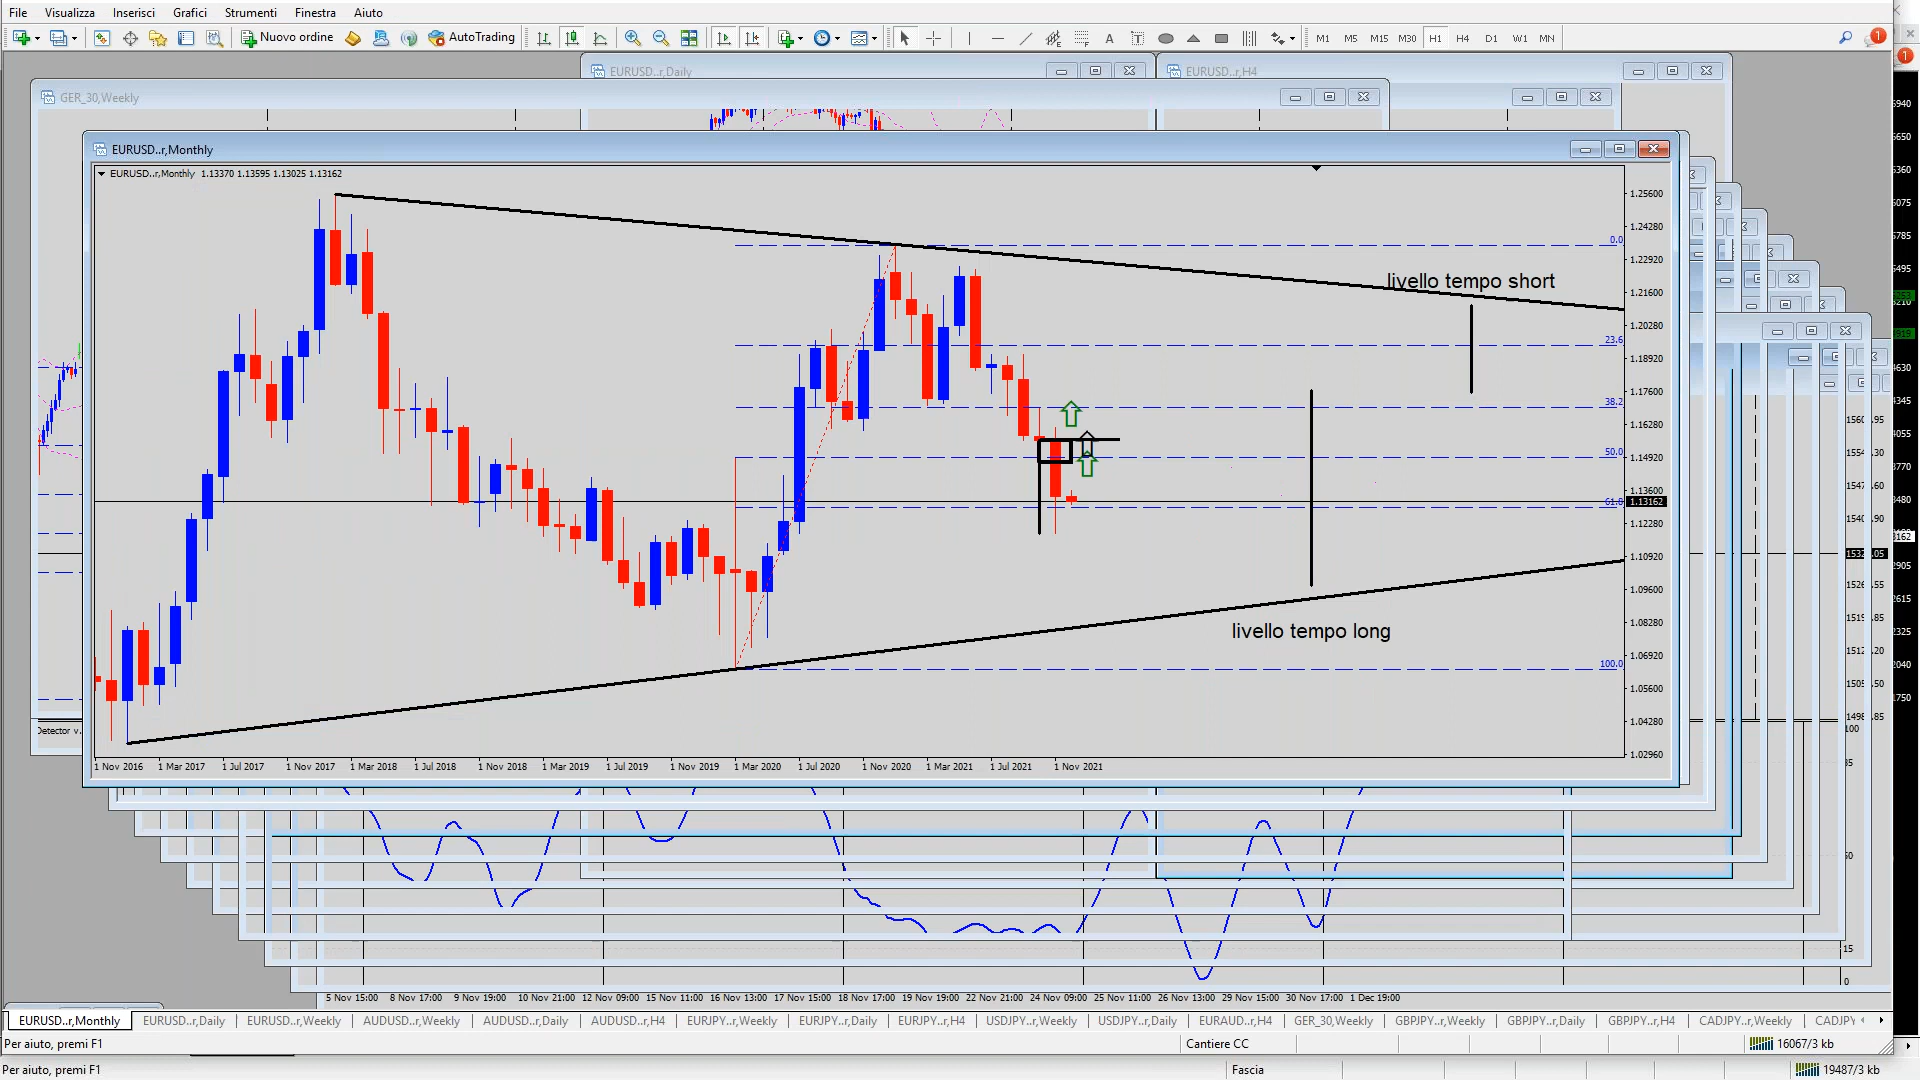 File Visualizza Inserisci Grafici Strumenti Finestra Aiuto
Nuovo ordine AutoTrading M1 M5 M15 M30 H1 H4 D1 W1 MN 1
EURUSD..r,Daily EURUSD..r,H4
GER_30,Weekly
EURUSD..r,Monthly
EURUSD..r,Monthly 1.13370 1.13595 1.13025 1.13162
1.25600
1.24280
0.0
1.22920
livello tempo short
1.21600
1.20280
23.6
1.18920
1.17600
38.2
1.16280
50.0
1.14920
1.13600
61.8 1.13162
1.12280
1.10920
1.09600
1.08280
livello tempo long
1.06920
100.0
1.05600
1.04280
1.02960
1 Nov 2016 1 Mar 2017 1 Jul 2017 1 Nov 2017 1 Mar 2018 1 Jul 2018 1 Nov 2018 1 Mar 2019 1 Jul 2019 1 Nov 2019 1 Mar 2020 1 Jul 2020 1 Nov 2020 1 Mar 2021 1 Jul 2021 1 Nov 2021
5 Nov 15:00 8 Nov 17:00 9 Nov 19:00 10 Nov 21:00 12 Nov 09:00 15 Nov 11:00 16 Nov 13:00 17 Nov 15:00 18 Nov 17:00 19 Nov 19:00 22 Nov 21:00 24 Nov 09:00 25 Nov 11:00 26 Nov 13:00 29 Nov 15:00 30 Nov 17:00 1 Dec 19:00
EURUSD..r,Monthly EURUSD..r,Daily EURUSD..r,Weekly AUDUSD..r,Weekly AUDUSD..r,Daily AUDUSD..r,H4 EURJPY..r,Weekly EURJPY..r,Daily EURJPY..r,H4 USDJPY..r,Weekly USDJPY..r,Daily EURAUD..r,H4 GER_30,Weekly GBPJPY..r,Weekly GBPJPY..r,Daily GBPJPY..r,H4 CADJPY..r,Weekly CADJPY
Per aiuto, premi F1 Cantiere CC 16067/3 kb
Per aiuto, premi F1 Fascia 19487/3 kb